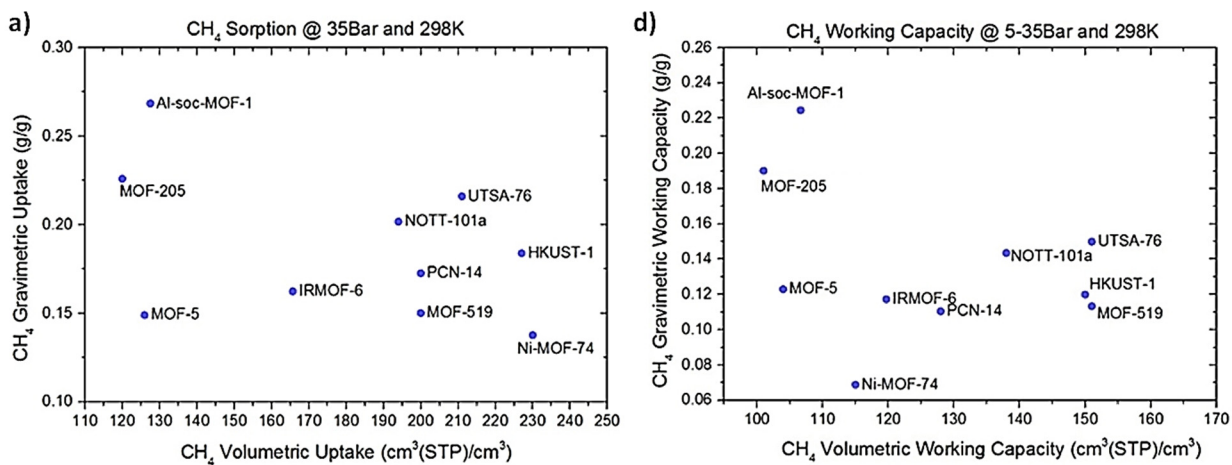 a)
CH₄ Sorption @ 35Bar and 298K
CH₄ Gravimetric Uptake (g/g)
0.30
0.25
0.20
0.15
0.10
Al-soc-MOF-1
MOF-205
UTSA-76
NOTT-101a
HKUST-1
PCN-14
IRMOF-6
MOF-519
MOF-5
Ni-MOF-74
110 120 130 140 150 160 170 180 190 200 210 220 230 240 250
CH₄ Volumetric Uptake (cm³(STP)/cm³)
d)
CH₄ Working Capacity @ 5-35Bar and 298K
CH₄ Gravimetric Working Capacity (g/g)
0.26
0.24
0.22
0.20
0.18
0.16
0.14
0.12
0.10
0.08
0.06
Al-soc-MOF-1
MOF-205
UTSA-76
NOTT-101a
MOF-5
HKUST-1
IRMOF-6
PCN-14
MOF-519
Ni-MOF-74
100 110 120 130 140 150 160 170
CH₄ Volumetric Working Capacity (cm³(STP)/cm³)